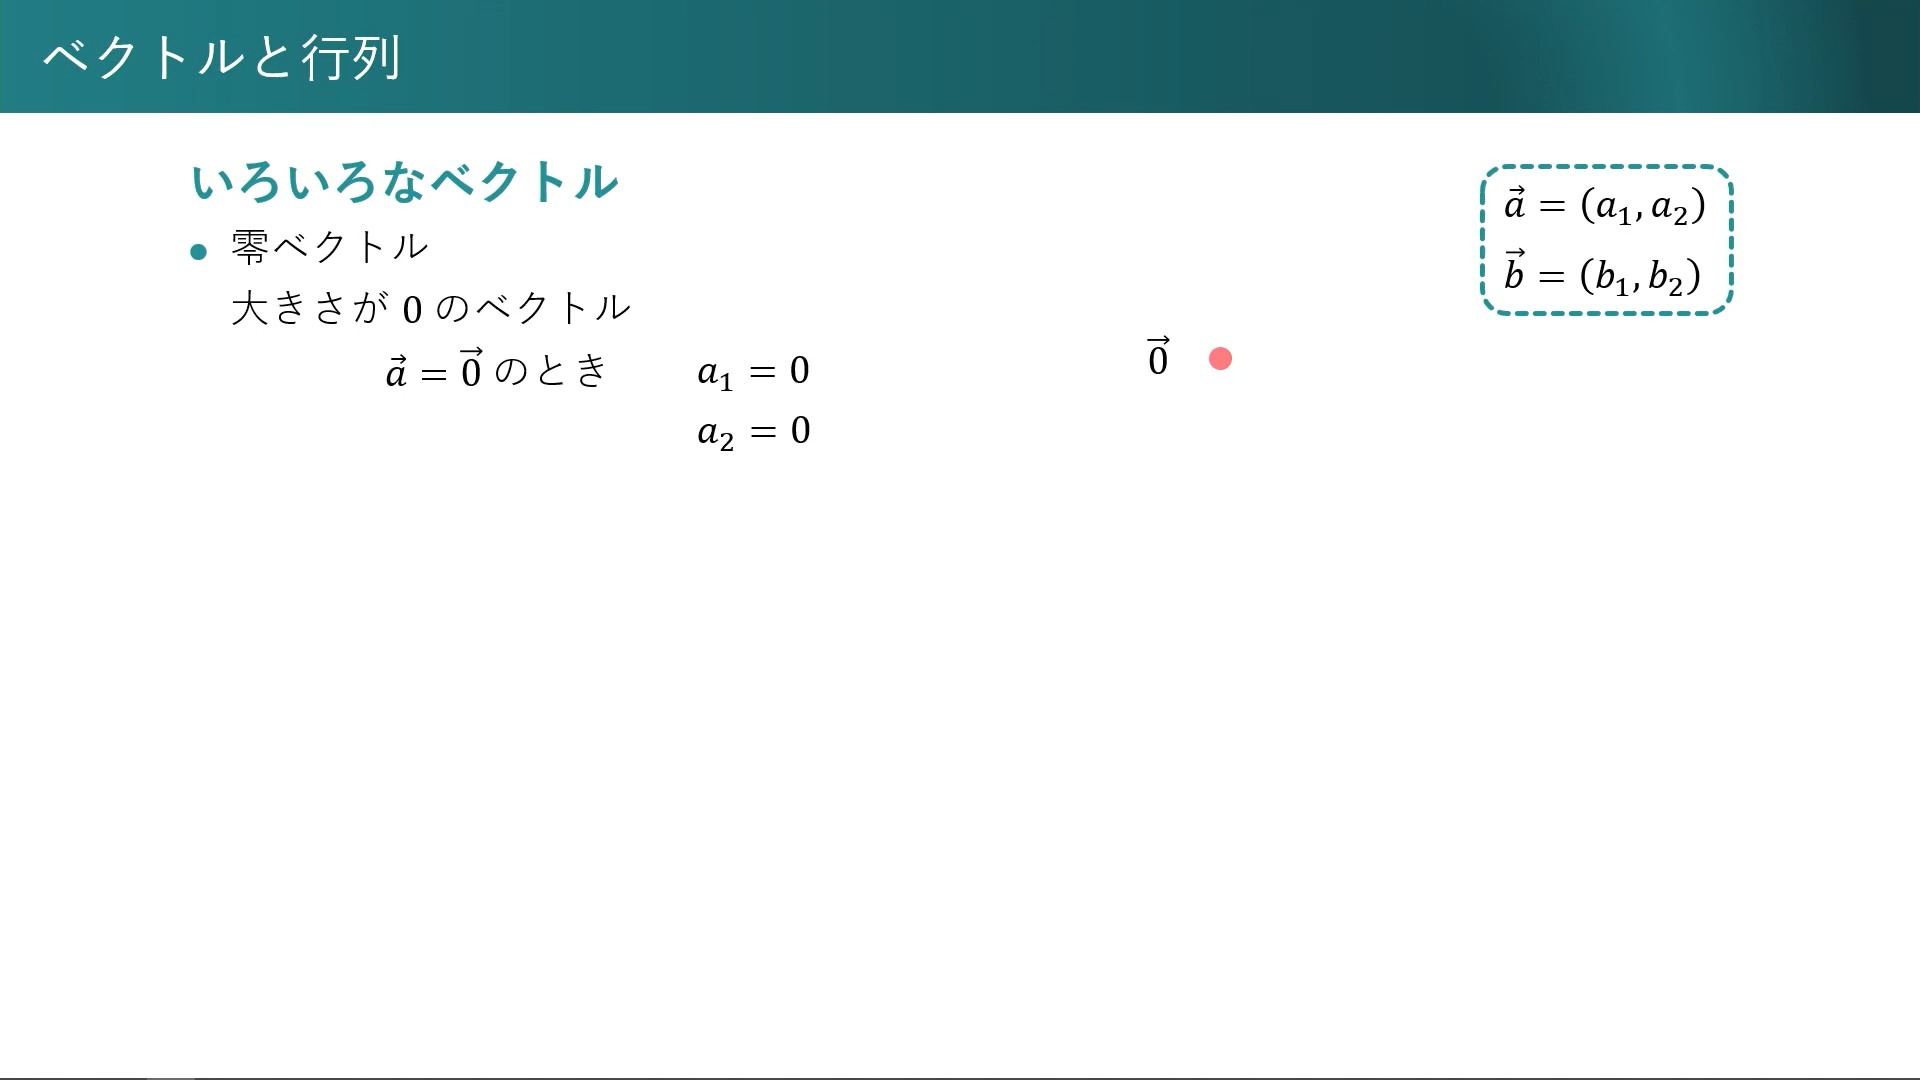 ベクトルと行列
いろいろなベクトル
● 零ベクトル
大きさが 0 のベクトル
a⃗ = 0⃗ のとき a₁ = 0
a₂ = 0
0⃗
a⃗ = (a₁, a₂)
b⃗ = (b₁, b₂)